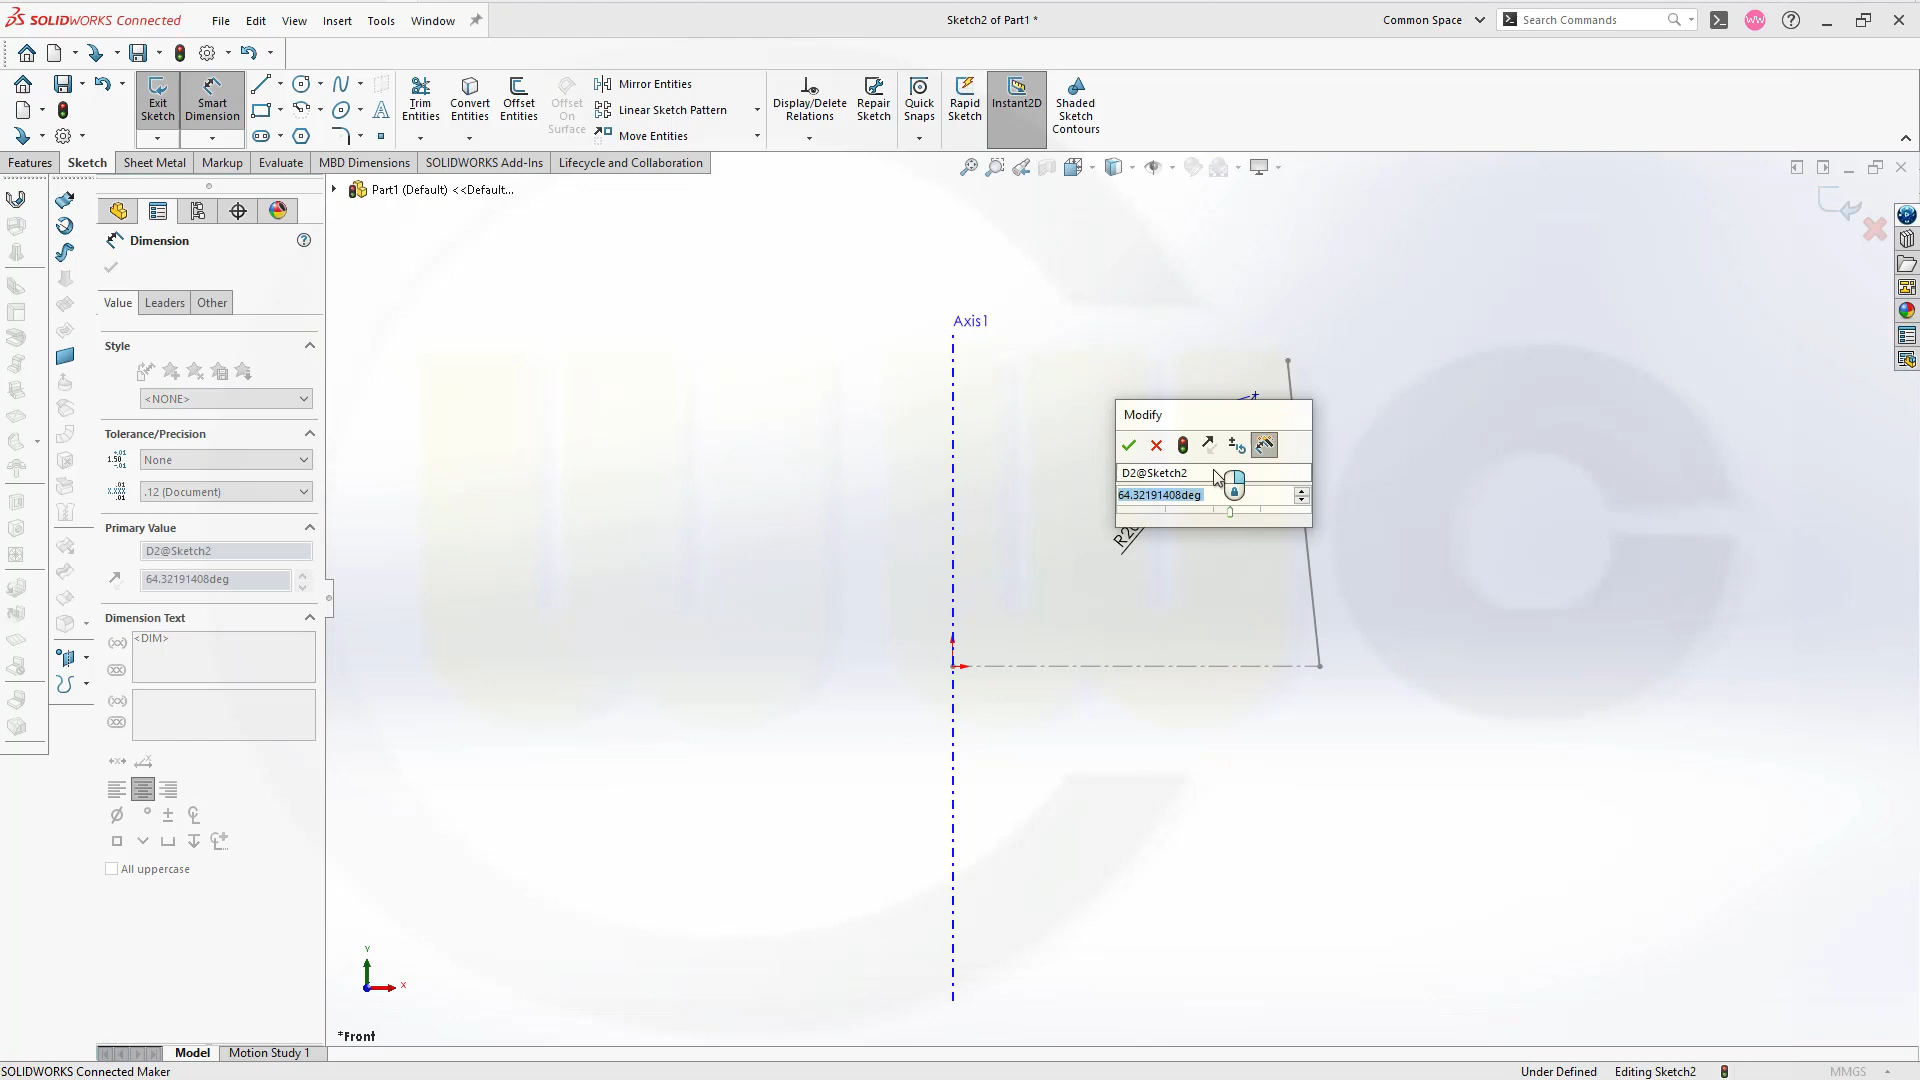 SOLIDWORKS Connected
File
Edit
View
Insert
Tools
Window
Sketch2 of Part1 *
Common Space
Search Commands
WW
Exit Sketch
Smart Dimension
Trim Entities
Convert Entities
Offset Entities
Offset On Surface
Mirror Entities
Linear Sketch Pattern
Move Entities
Display/Delete Relations
Repair Sketch
Quick Snaps
Rapid Sketch
Instant2D
Shaded Sketch Contours
Features
Sketch
Sheet Metal
Markup
Evaluate
MBD Dimensions
SOLIDWORKS Add-Ins
Lifecycle and Collaboration
Part1 (Default) <<Default...
Dimension
Value
Leaders
Other
Style
<NONE>
Tolerance/Precision
None
.12 (Document)
Primary Value
D2@Sketch2
64.32191408deg
Dimension Text
<DIM>
All uppercase
Axis1
Modify
D2@Sketch2
64.32191408deg
Y
X
*Front
Model
Motion Study 1
SOLIDWORKS Connected Maker
Under Defined
Editing Sketch2
MMGS